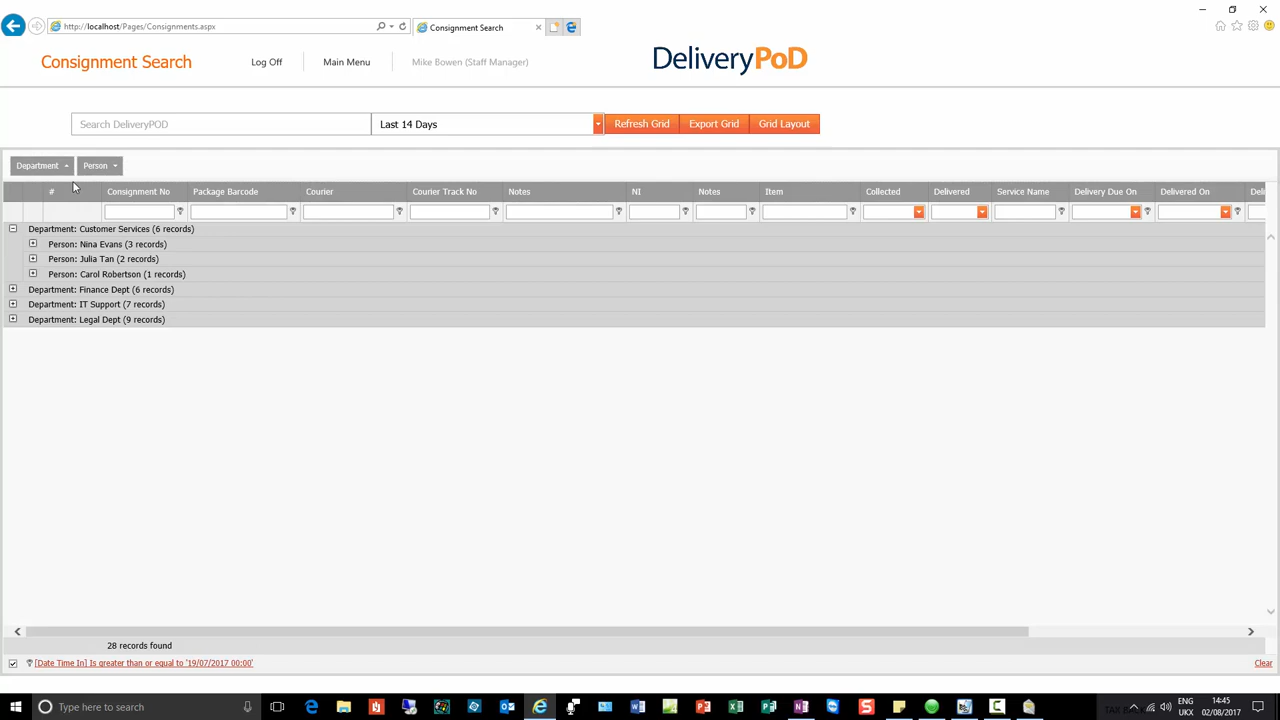 http://localhost/Pages/Consignments.aspx
Consignment Search
Consignment Search
Log Off
Main Menu
Mike Bowen (Staff Manager)
DeliveryPoD
Search DeliveryPOD
Last 14 Days
Refresh Grid
Export Grid
Grid Layout
Department
Person
# Consignment No Package Barcode Courier Courier Track No Notes NI Notes Item Collected Delivered Service Name Delivery Due On Delivered On
Department: Customer Services (6 records)
Person: Nina Evans (3 records)
Person: Julia Tan (2 records)
Person: Carol Robertson (1 records)
Department: Finance Dept (6 records)
Department: IT Support (7 records)
Department: Legal Dept (9 records)
28 records found
[Date Time In] Is greater than or equal to '19/07/2017 00:00'
Clear
Type here to search
ENG
UKX
14:45
02/08/2017